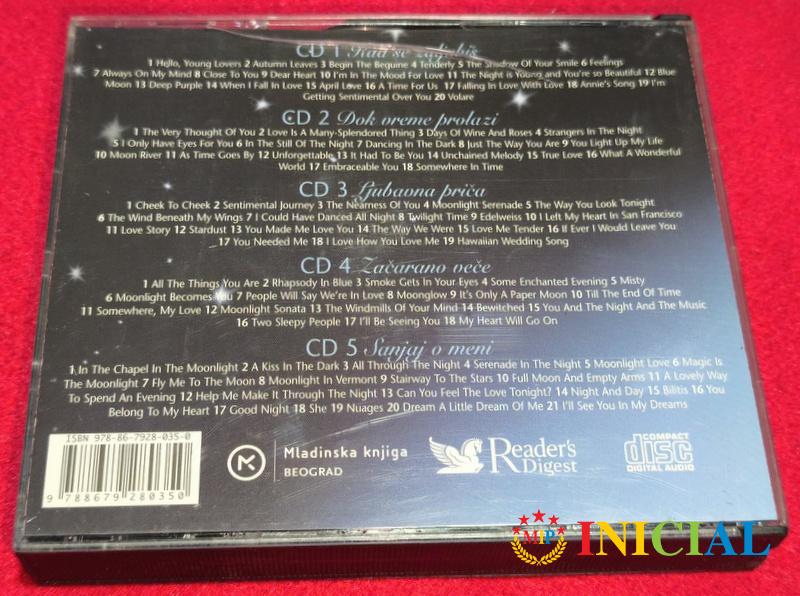 CD 1 Kad se zaljubiš
1 Hello, Young Lovers 2 Autumn Leaves 3 Begin The Beguine 4 Tenderly 5 The Shadow Of Your Smile 6 Feelings
7 Always On My Mind 8 Close To You 9 Dear Heart 10 I'm In The Mood For Love 11 The Night is Young and You're so Beautiful 12 Blue
Moon 13 Deep Purple 14 When I Fall In Love 15 April Love 16 A Time For Us 17 Falling In Love With Love 18 Annie's Song 19 I'm
Getting Sentimental Over You 20 Volare
CD 2 Dok vreme prolazi
1 The Very Thought Of You 2 Love Is A Many-Splendored Thing 3 Days Of Wine And Roses 4 Strangers In The Night
5 I Only Have Eyes For You 6 In The Still Of The Night 7 Dancing In The Dark 8 Just The Way You Are 9 You Light Up My Life
10 Moon River 11 As Time Goes By 12 Unforgettable 13 It Had To Be You 14 Unchained Melody 15 True Love 16 What A Wonderful
World 17 Embraceable You 18 Somewhere In Time
CD 3 Ljubavna priča
1 Cheek To Cheek 2 Sentimental Journey 3 The Nearness Of You 4 Moonlight Serenade 5 The Way You Look Tonight
6 The Wind Beneath My Wings 7 I Could Have Danced All Night 8 Twilight Time 9 Edelweiss 10 I Left My Heart In San Francisco
11 Love Story 12 Stardust 13 You Made Me Love You 14 The Way We Were 15 Love Me Tender 16 If Ever I Would Leave You
17 You Needed Me 18 I Love How You Love Me 19 Hawaiian Wedding Song
CD 4 Začarano veče
1 All The Things You Are 2 Rhapsody In Blue 3 Smoke Gets In Your Eyes 4 Some Enchanted Evening 5 Misty
6 Moonlight Becomes You 7 People Will Say We're In Love 8 Moonglow 9 It's Only A Paper Moon 10 Till The End Of Time
11 Somewhere, My Love 12 Moonlight Sonata 13 The Windmills Of Your Mind 14 Bewitched 15 You And The Night And The Music
16 Two Sleepy People 17 I'll Be Seeing You 18 My Heart Will Go On
CD 5 Sanjaj o meni
1 In The Chapel In The Moonlight 2 A Kiss In The Dark 3 All Through The Night 4 Serenade In The Night 5 Moonlight Love 6 Magic Is
The Moonlight 7 Fly Me To The Moon 8 Moonlight in Vermont 9 Stairway To The Stars 10 Full Moon And Empty Arms 11 A Lovely Way
To Spend An Evening 12 Help Me Make It Through The Night 13 Can You Feel The Love Tonight? 14 Night And Day 15 Bilitis 16 You
Belong To My Heart 17 Good Night 18 She 19 Nuages 20 Dream A Little Dream Of Me 21 I'll See You In My Dreams
ISBN 978-86-7928-035-0
9 788679 280350
Mladinska knjiga
BEOGRAD
Reader's
Digest
COMPACT
disc
DIGITAL AUDIO
MP
INICIAL